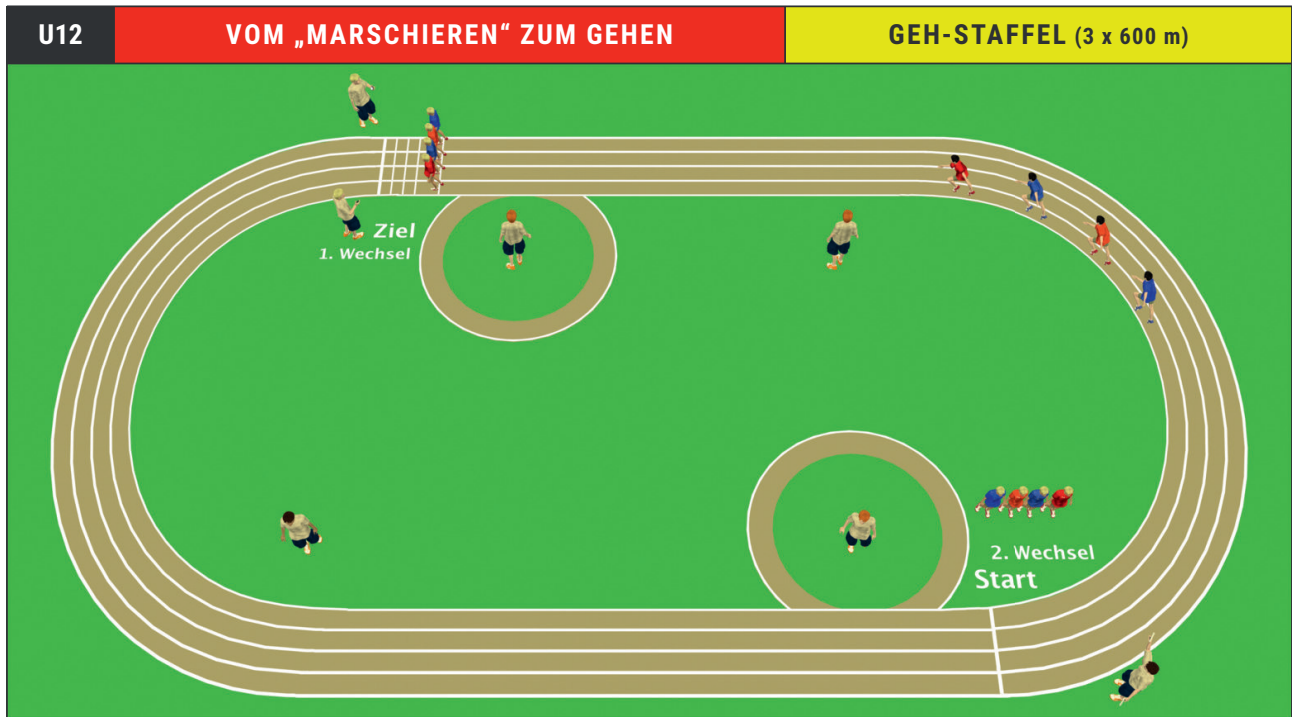 U12
VOM „MARSCHIEREN“ ZUM GEHEN
GEH-STAFFEL (3 x 600 m)
Ziel
1. Wechsel
2. Wechsel
Start